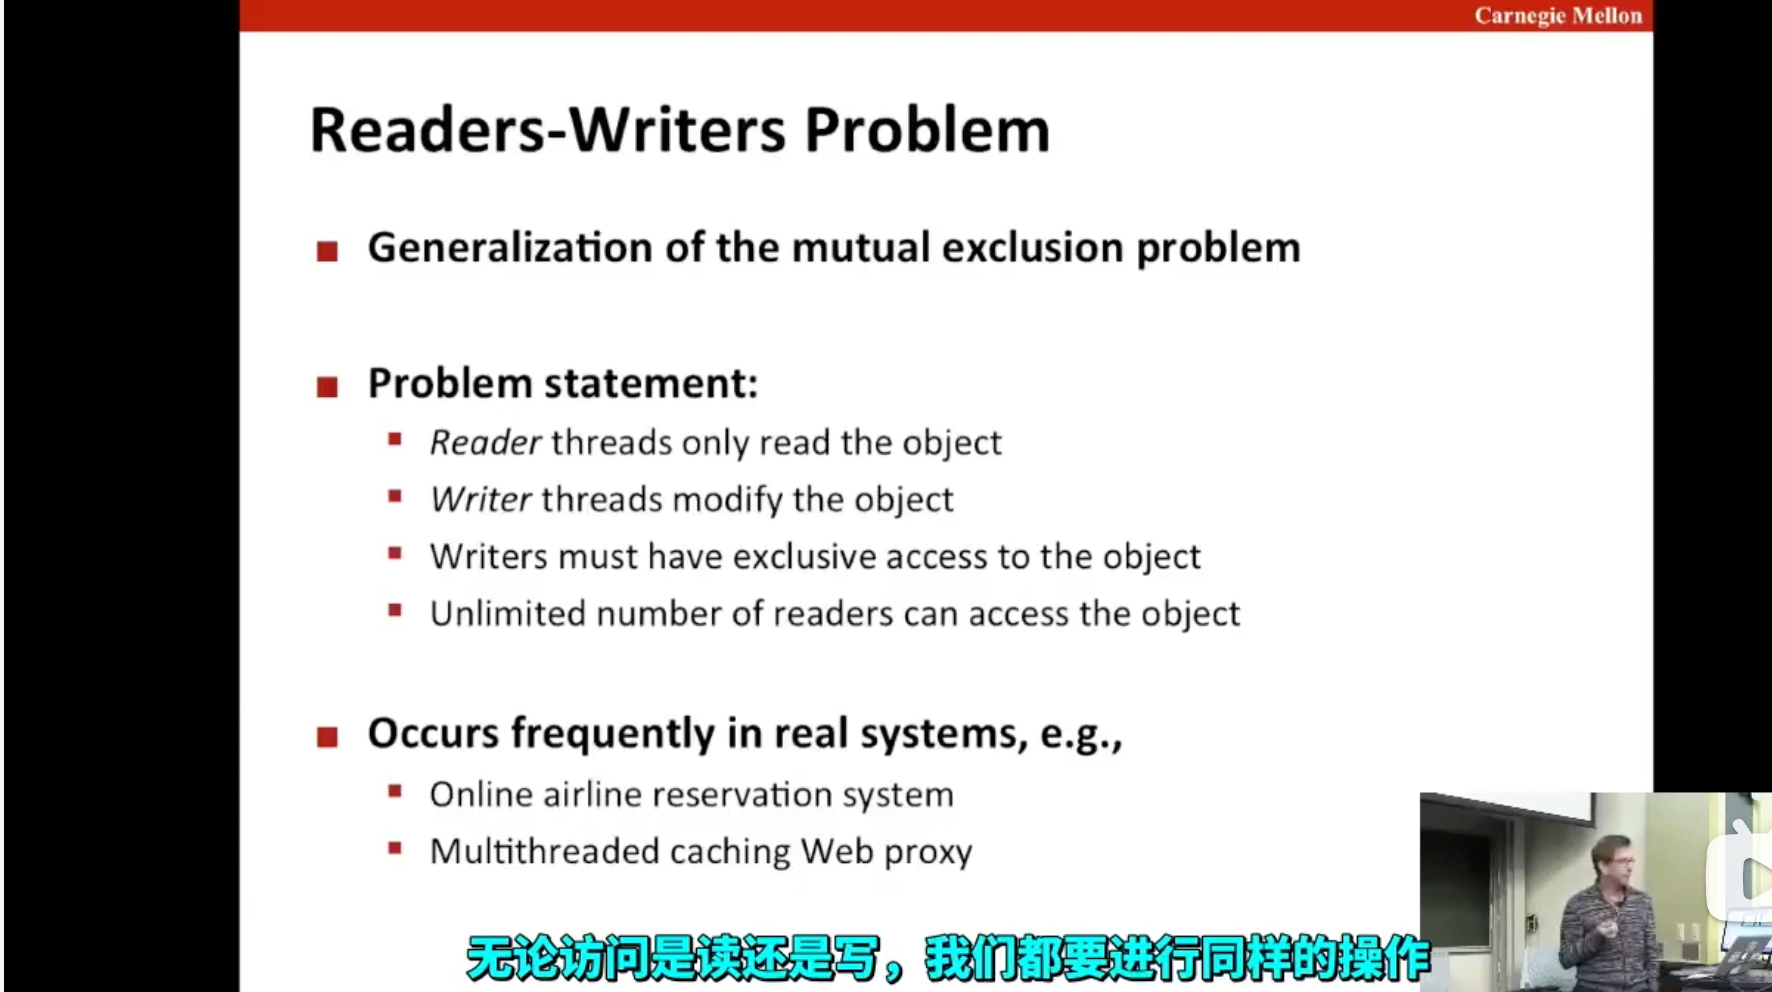 Carnegie Mellon
Readers-Writers Problem
Generalization of the mutual exclusion problem
Problem statement:
Reader threads only read the object
Writer threads modify the object
Writers must have exclusive access to the object
Unlimited number of readers can access the object
Occurs frequently in real systems, e.g.,
Online airline reservation system
Multithreaded caching Web proxy
无论访问是读还是写，我们都要进行同样的操作